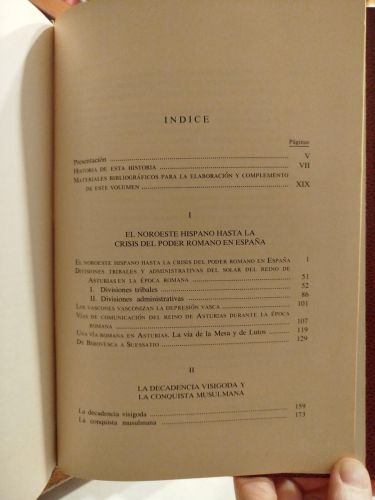 INDICE
Páginas
Presentación V
HISTORIA DE ESTA HISTORIA VII
MATERIALES BIBLIOGRÁFICOS PARA LA ELABORACIÓN Y COMPLEMENTO
DE ESTE VOLUMEN XIX
I
EL NOROESTE HISPANO HASTA LA
CRISIS DEL PODER ROMANO EN ESPAÑA
EL NOROESTE HISPANO HASTA LA CRISIS DEL PODER ROMANO EN ESPAÑA 1
DIVISIONES TRIBALES Y ADMINISTRATIVAS DEL SOLAR DEL REINO DE
ASTURIAS EN LA ÉPOCA ROMANA 51
I. Divisiones tribales 52
II. Divisiones administrativas 86
LOS VASCONES VASCONIZAN LA DEPRESIÓN VASCA 101
VÍAS DE COMUNICACIÓN DEL REINO DE ASTURIAS DURANTE LA ÉPOCA
ROMANA 107
UNA VÍA ROMANA EN ASTURIAS. La vía de la Mesa y de Lutos 119
DE BIROVESCA A SUESSATIO 129
II
LA DECADENCIA VISIGODA Y
LA CONQUISTA MUSULMANA
La decadencia visigoda 159
La conquista musulmana 173